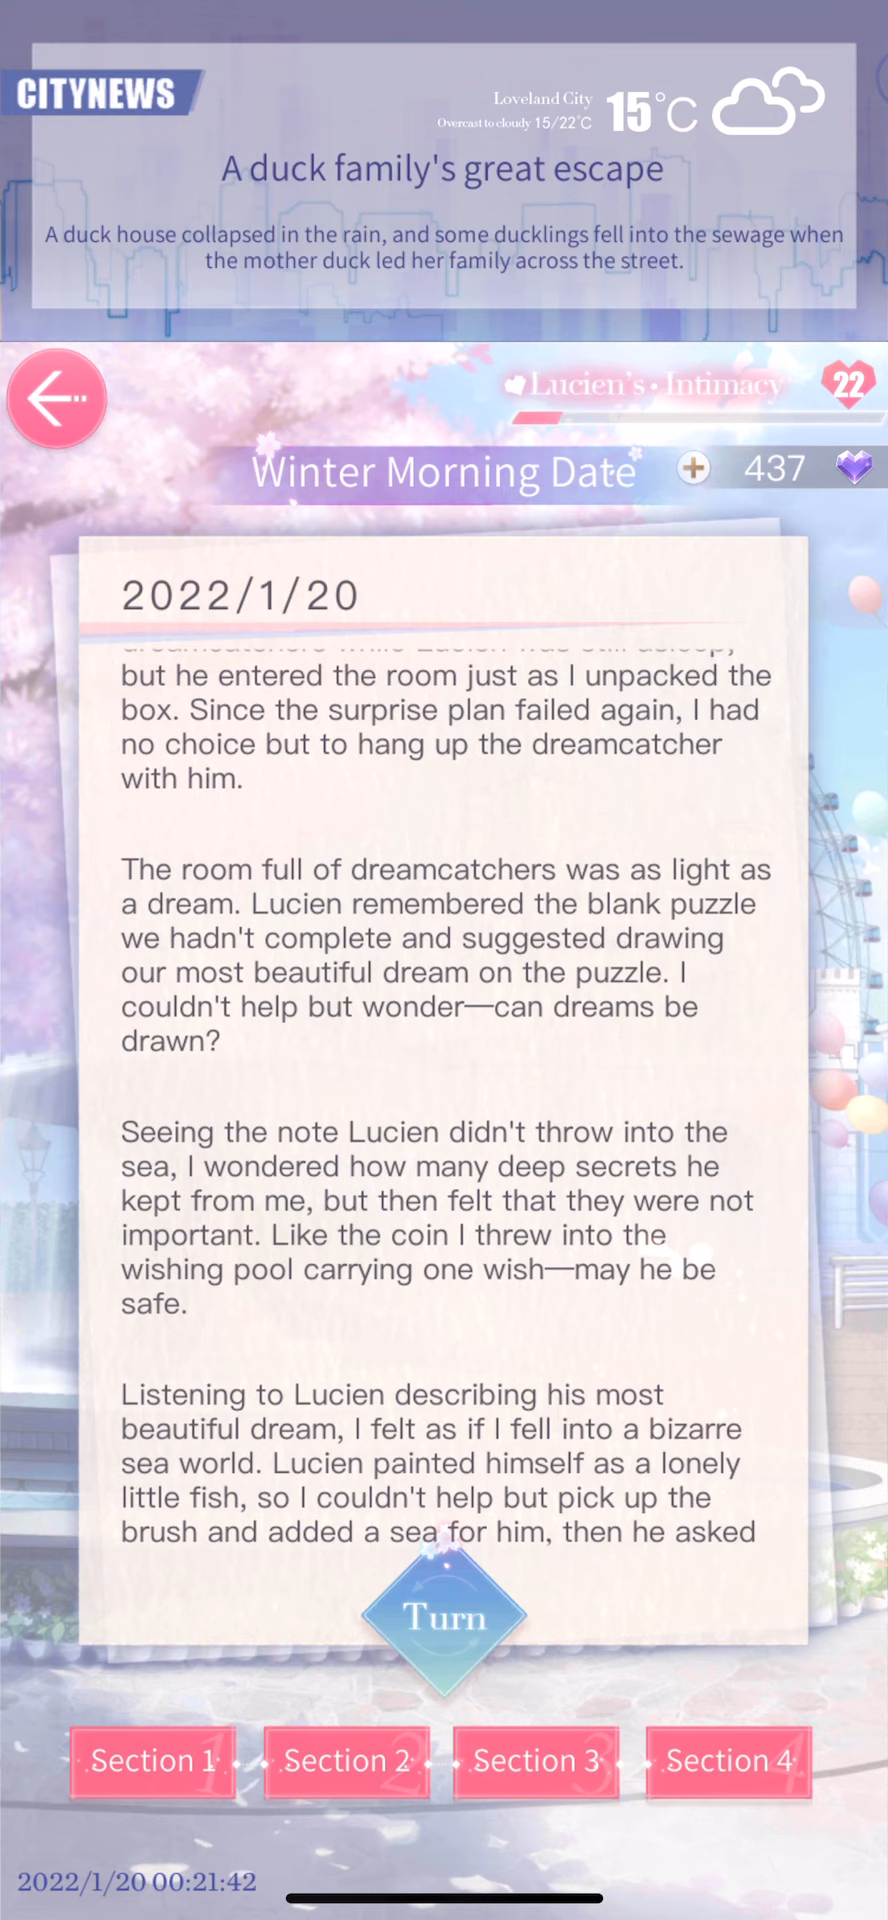 CITYNEWS
Loveland City
Overcast to cloudy 15/22°C
15°C
A duck family's great escape
A duck house collapsed in the rain, and some ducklings fell into the sewage when
the mother duck led her family across the street.
Lucien's · Intimacy
22
Winter Morning Date
437
2022/1/20
dreamcatchers while Lucien was still asleep,
but he entered the room just as I unpacked the
box. Since the surprise plan failed again, I had
no choice but to hang up the dreamcatcher
with him.
The room full of dreamcatchers was as light as
a dream. Lucien remembered the blank puzzle
we hadn't complete and suggested drawing
our most beautiful dream on the puzzle. I
couldn't help but wonder—can dreams be
drawn?
Seeing the note Lucien didn't throw into the
sea, I wondered how many deep secrets he
kept from me, but then felt that they were not
important. Like the coin I threw into the
wishing pool carrying one wish—may he be
safe.
Listening to Lucien describing his most
beautiful dream, I felt as if I fell into a bizarre
sea world. Lucien painted himself as a lonely
little fish, so I couldn't help but pick up the
brush and added a sea for him, then he asked
Turn
Section 1
Section 2
Section 3
Section 4
2022/1/20 00:21:42